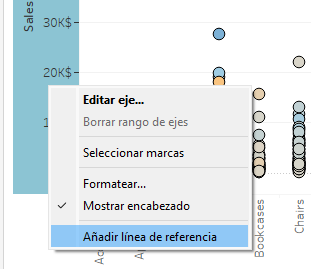 Sales
30K$
20K$
1
Editar eje...
Borrar rango de ejes
Seleccionar marcas
Formatear...
Mostrar encabezado
Añadir línea de referencia
Bookcases
Chairs